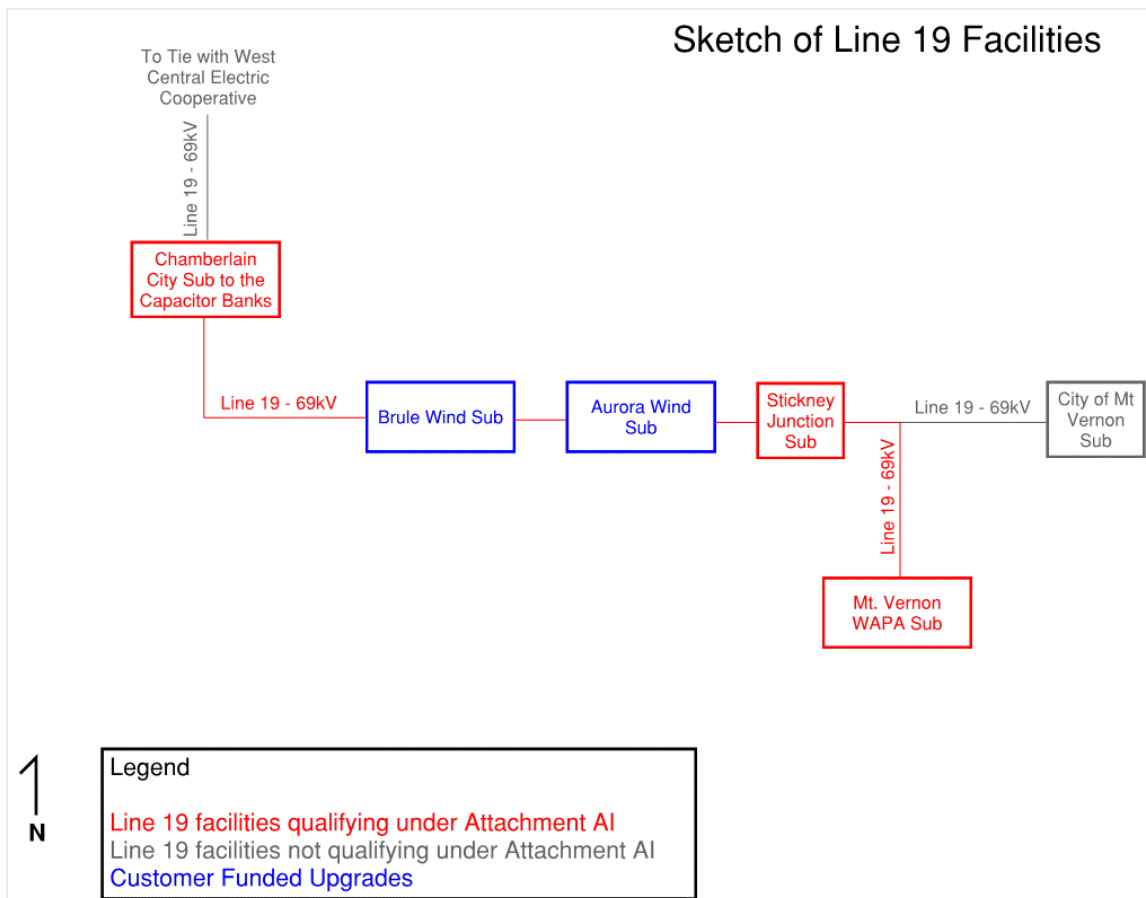 Sketch of Line 19 Facilities
To Tie with West
Central Electric
Cooperative
Line 19 - 69kV
Chamberlain
City Sub to the
Capacitor Banks
Line 19 - 69kV
Brule Wind Sub
Aurora Wind
Sub
Stickney
Junction
Sub
Line 19 - 69kV
City of Mt
Vernon
Sub
Line 19 - 69kV
Mt. Vernon
WAPA Sub
N
Legend
Line 19 facilities qualifying under Attachment AI
Line 19 facilities not qualifying under Attachment AI
Customer Funded Upgrades